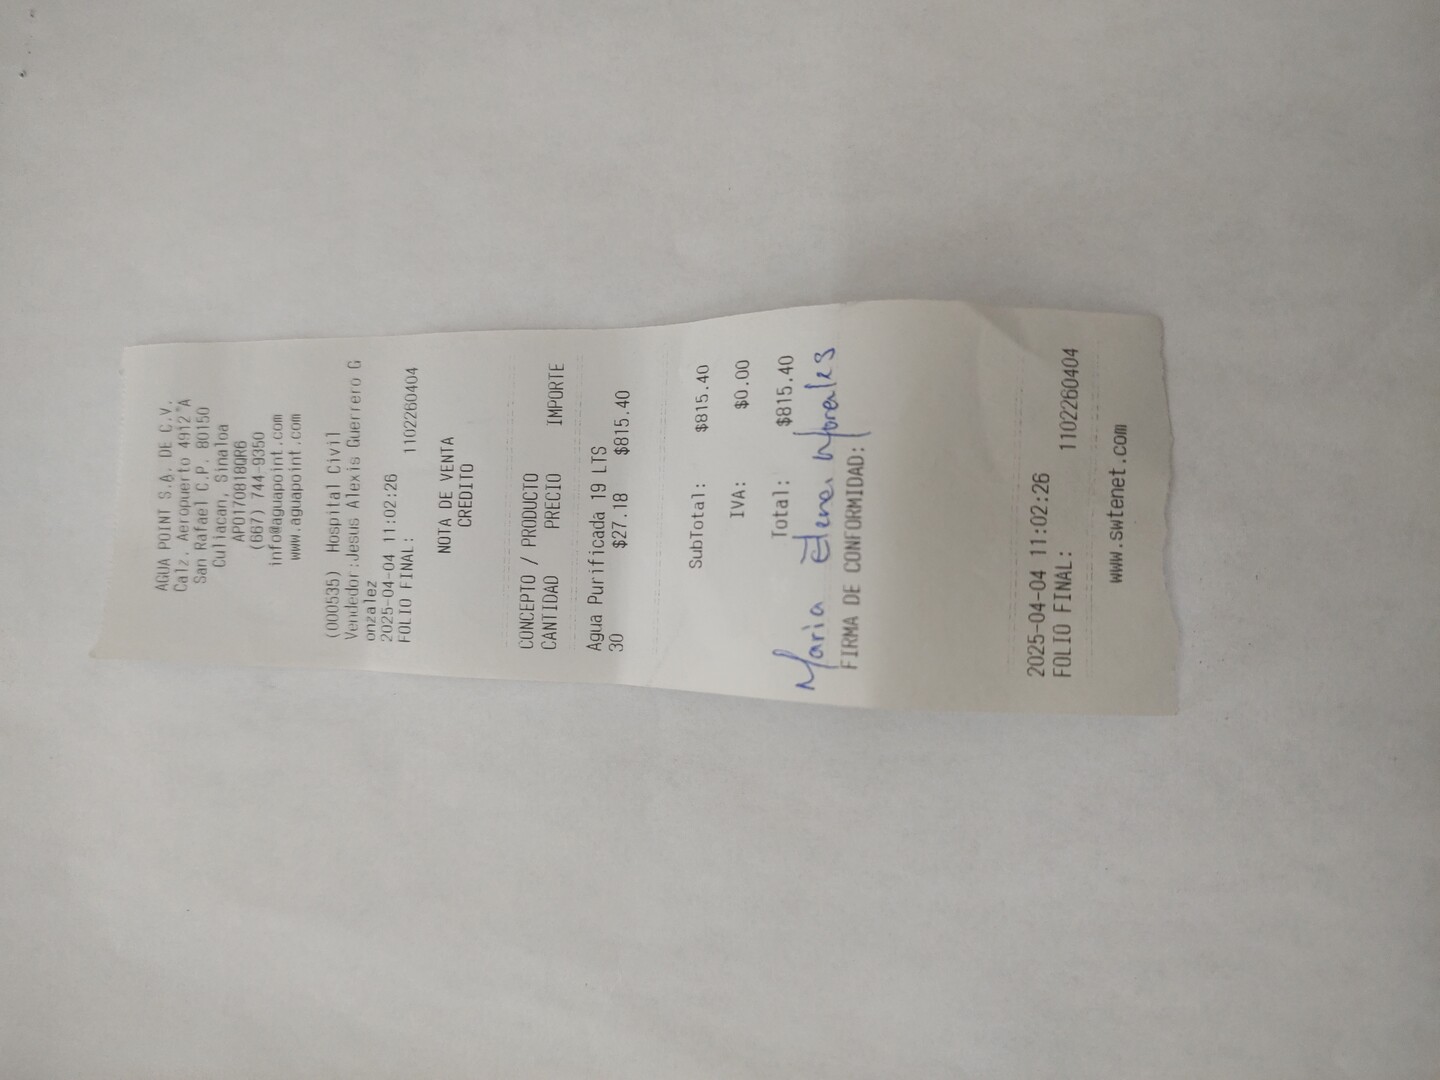 AGUA POINT S.A. DE C.V.
Calz. Aeropuerto 4912 "A
San Rafael C.P. 80150
Culiacan, Sinaloa
APO170818QR6
(667) 744-9350
info@aguapoint.com
www.aguapoint.com
(000535) Hospital Civil
Vendedor:Jesus Alexis Guerrero G
onzalez
2025-04-04 11:02:26
FOLIO FINAL: 1102260404
NOTA DE VENTA
CREDITO
CONCEPTO / PRODUCTO
CANTIDAD PRECIO IMPORTE
Agua Purificada 19 LTS
30 $27.18 $815.40
SubTotal: $815.40
IVA: $0.00
Total: $815.40
Maria Elena Morales
FIRMA DE CONFORMIDAD:
2025-04-04 11:02:26
FOLIO FINAL: 1102260404
www.swtenet.com